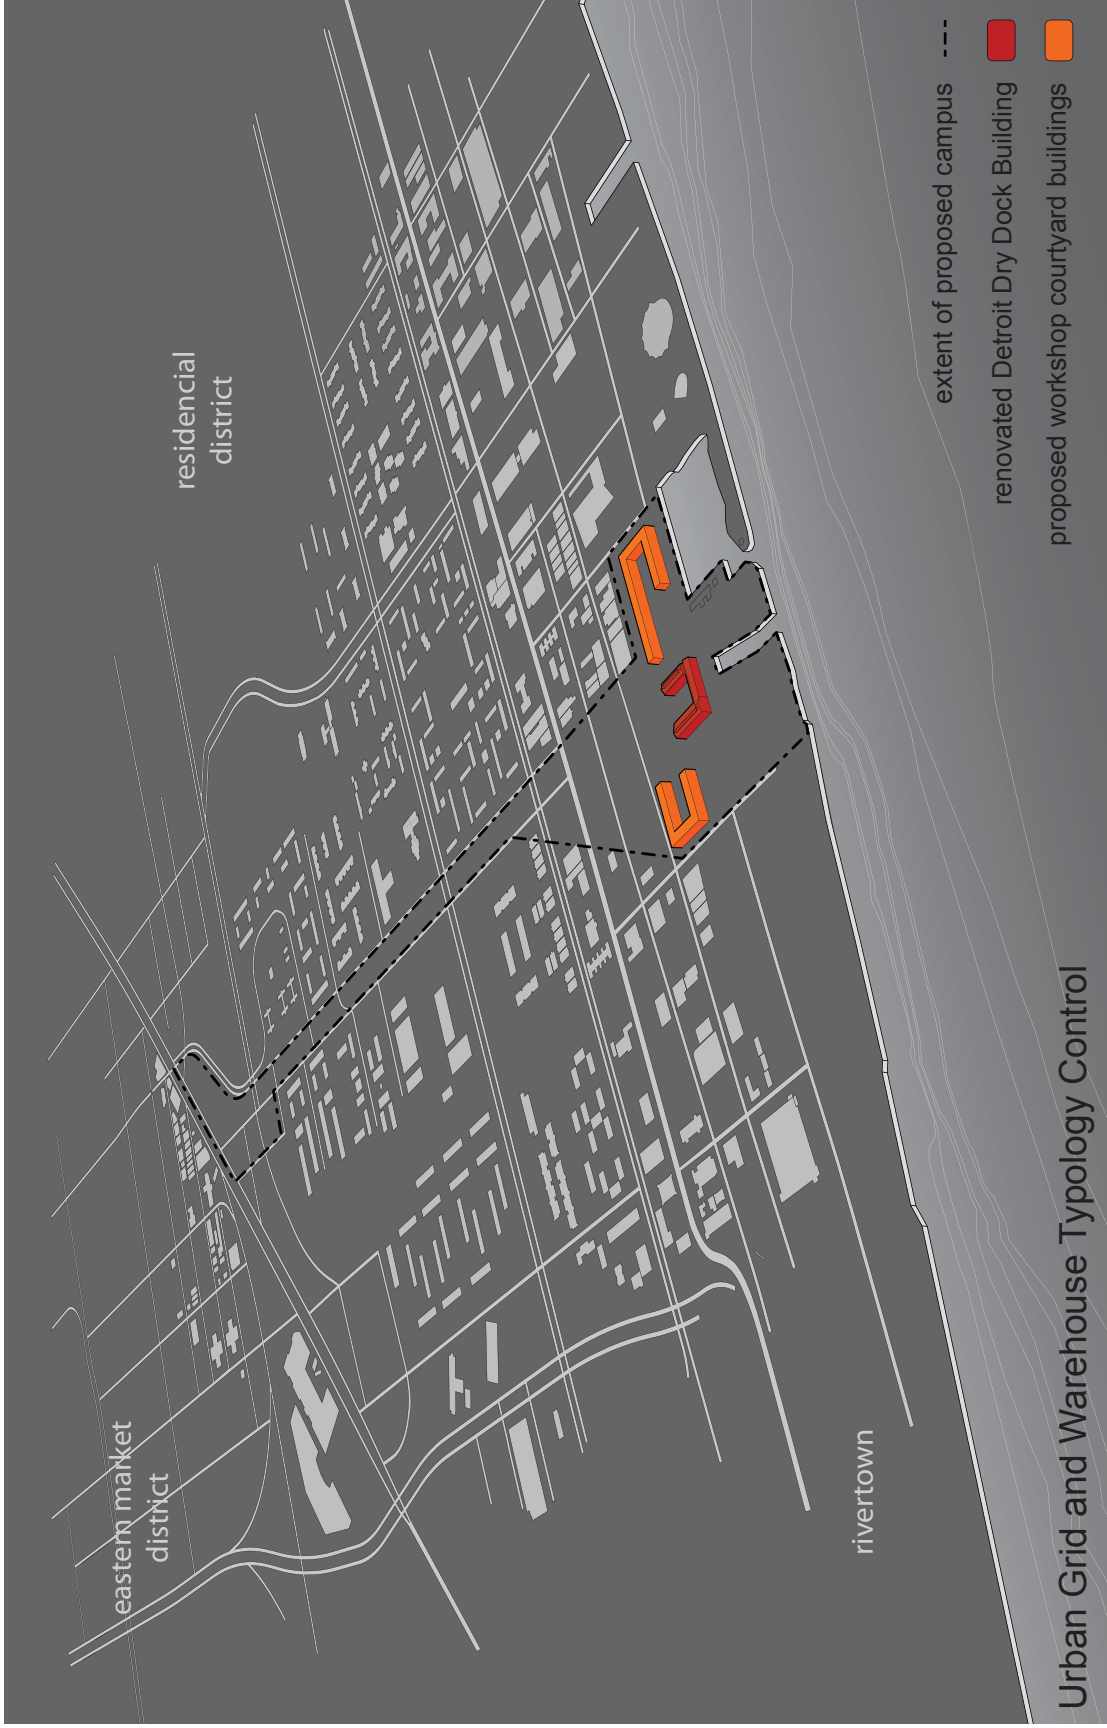 eastern market
district
residencial
district
rivertown
extent of proposed campus
renovated Detroit Dry Dock Building
proposed workshop courtyard buildings
Urban Grid and Warehouse Typology Control